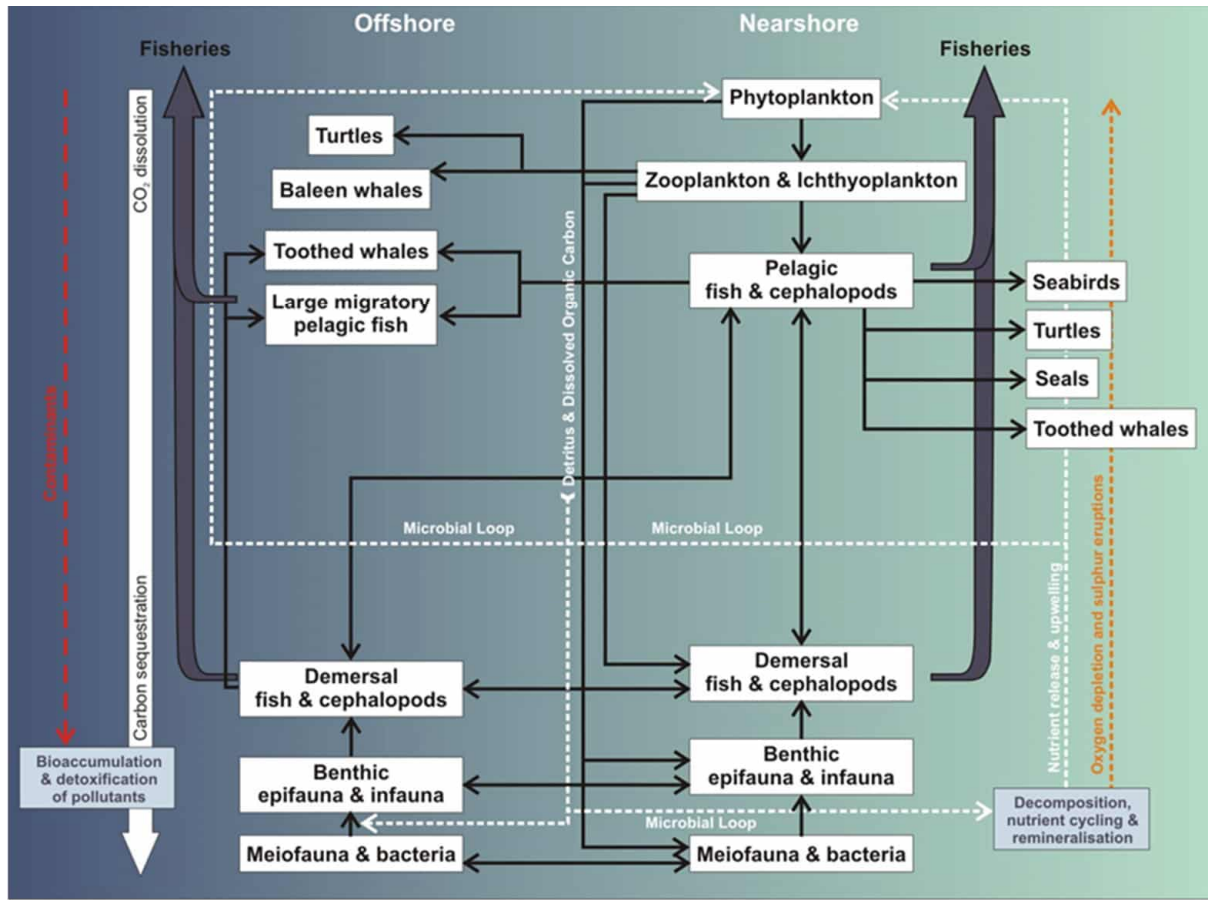 Offshore
Nearshore
Fisheries
Fisheries
Phytoplankton
Turtles
Zooplankton & Ichthyoplankton
Baleen whales
Toothed whales
Pelagic
fish & cephalopods
Seabirds
Large migratory
pelagic fish
Turtles
Seals
Toothed whales
CO₂ dissolution
Contaminants
Detritus & Dissolved Organic Carbon
Microbial Loop
Microbial Loop
Carbon sequestration
Nutrient release & upwelling
Oxygen depletion and sulphur eruptions
Demersal
fish & cephalopods
Demersal
fish & cephalopods
Bioaccumulation
& detoxification
of pollutants
Benthic
epifauna & infauna
Benthic
epifauna & infauna
Decomposition,
nutrient cycling &
remineralisation
Microbial Loop
Meiofauna & bacteria
Meiofauna & bacteria